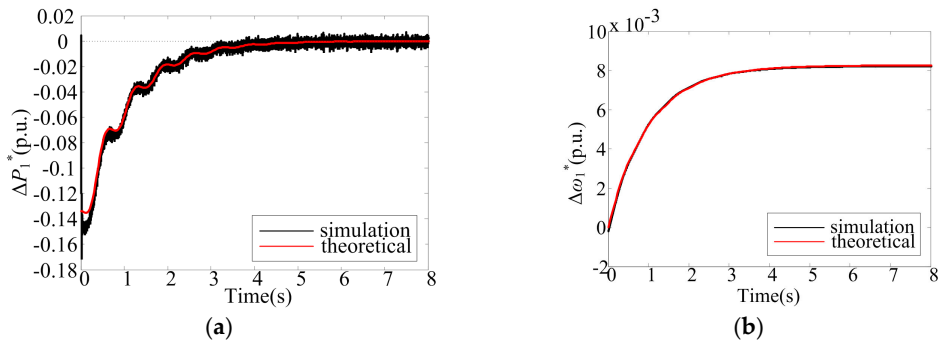 0.02
0
-0.02
-0.04
-0.06
-0.08
-0.1
-0.12
-0.14
-0.16
-0.18
ΔP₁* (p.u.)
simulation
theoretical
0 1 2 3 4 5 6 7 8
Time(s)
(a)
10 × 10⁻³
8
6
4
2
0
-2
Δω₁* (p.u.)
simulation
theoretical
0 1 2 3 4 5 6 7 8
Time(s)
(b)